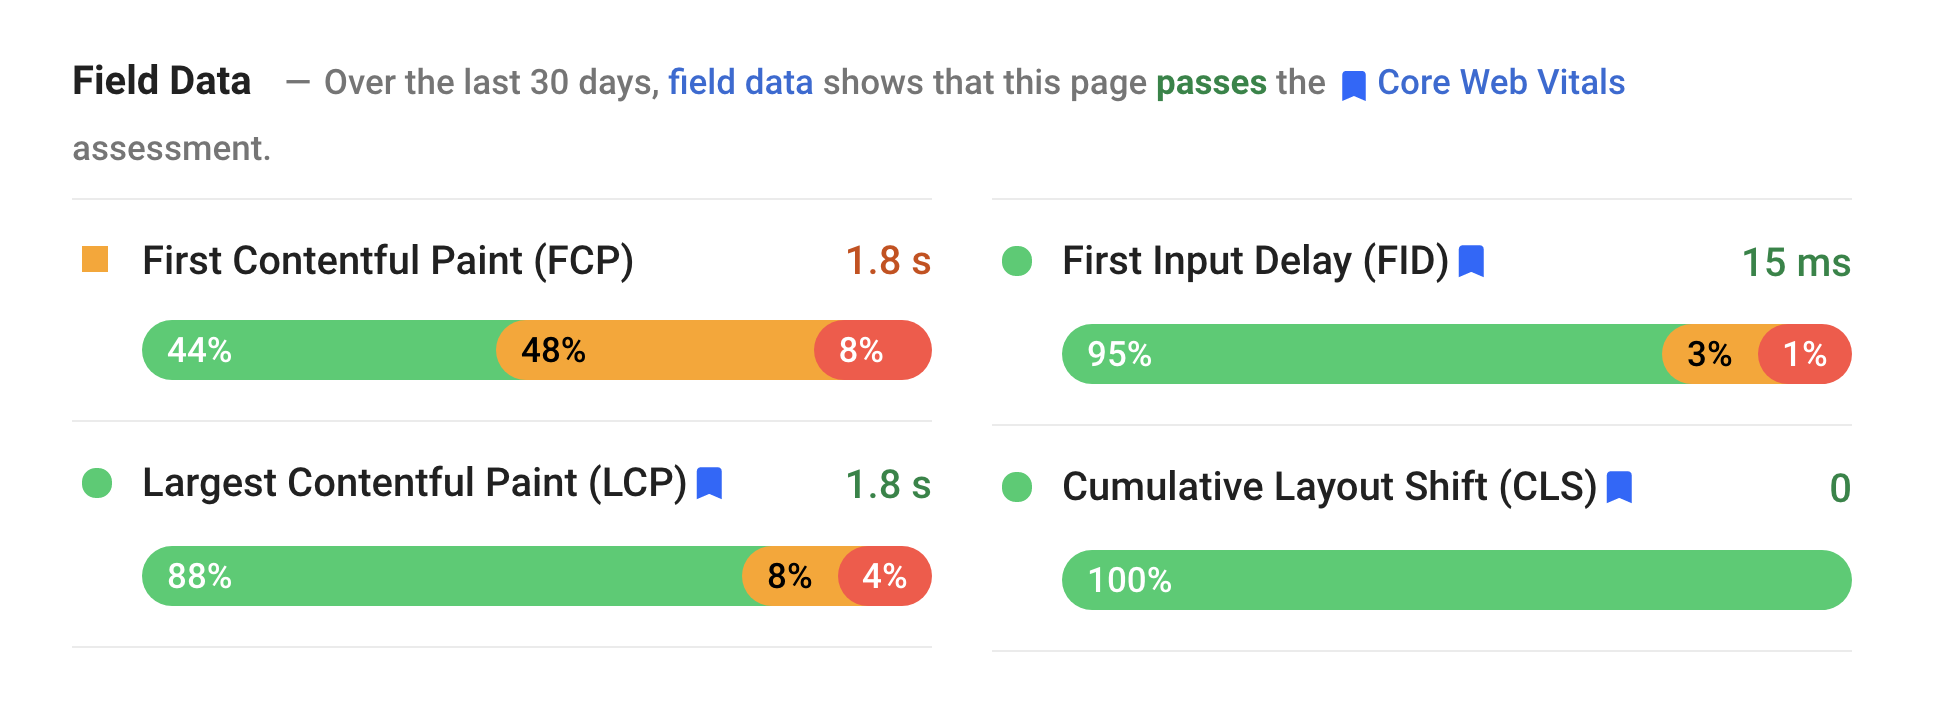 Field Data — Over the last 30 days, field data shows that this page passes the Core Web Vitals
assessment.
First Contentful Paint (FCP) 1.8 s
44% 48% 8%
Largest Contentful Paint (LCP) 1.8 s
88% 8% 4%
First Input Delay (FID) 15 ms
95% 3% 1%
Cumulative Layout Shift (CLS) 0
100%